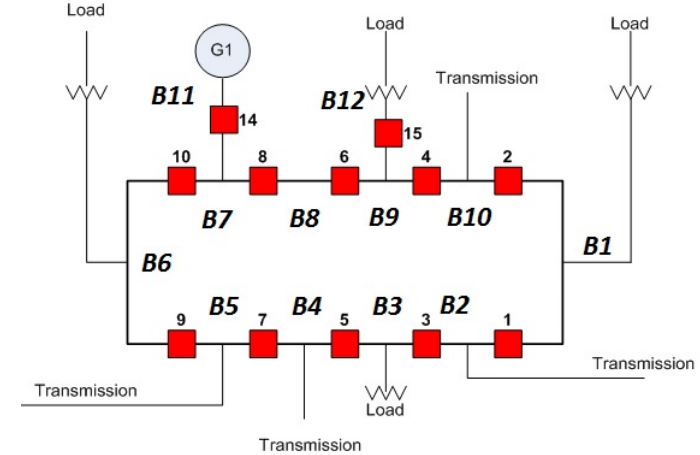 Load
G1
Load
Load
Transmission
B11
B12
14
15
10
8
6
4
2
B7
B8
B9
B10
B1
B6
B5
B4
B3
B2
9
7
5
3
1
Transmission
Transmission
Load
Transmission